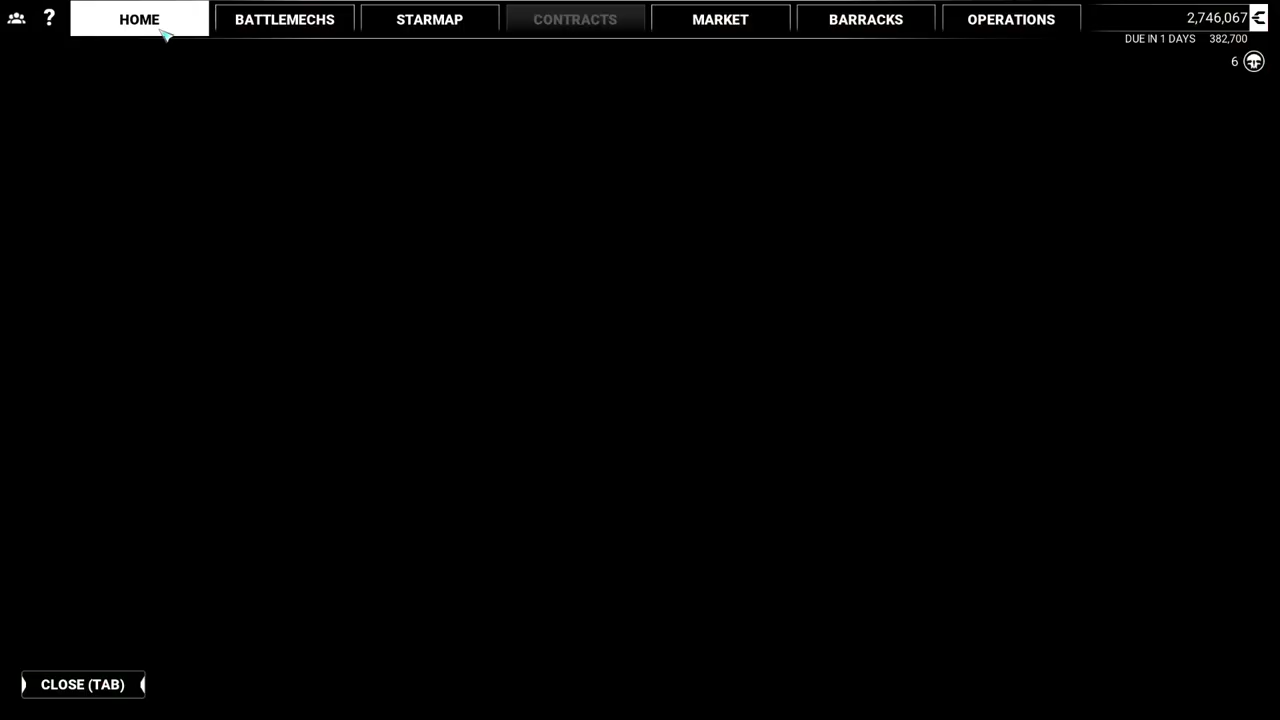 ? HOME BATTLEMECHS STARMAP CONTRACTS MARKET BARRACKS OPERATIONS 2,746,067
DUE IN 1 DAYS 382,700
6
CLOSE (TAB)